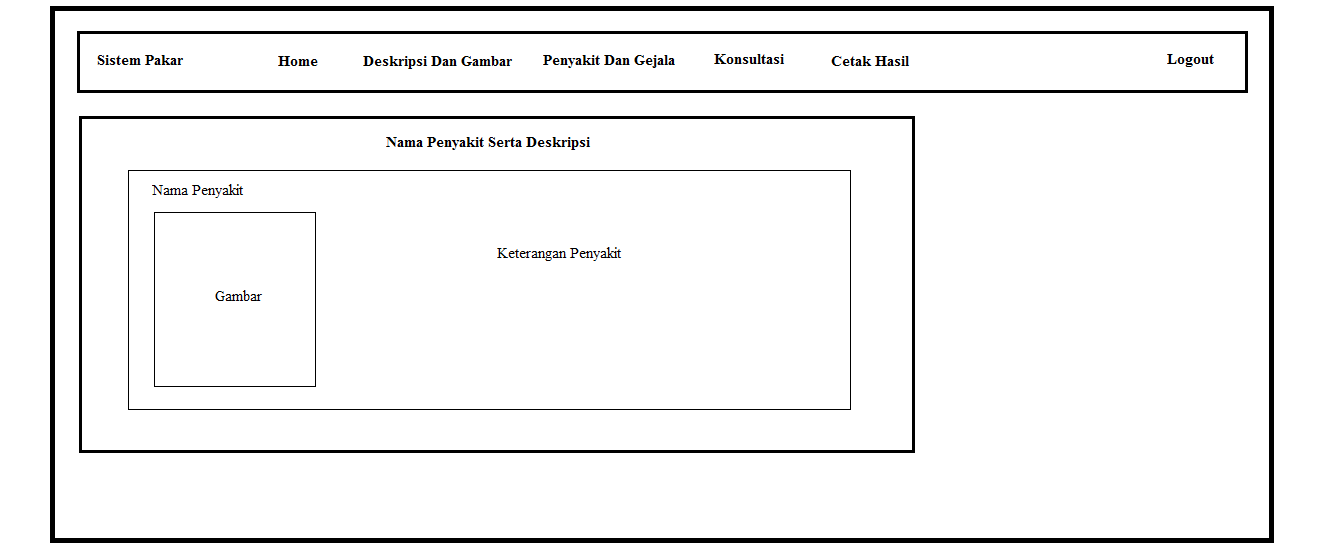 Sistem Pakar Home Deskripsi Dan Gambar Penyakit Dan Gejala Konsultasi Cetak Hasil Logout
Nama Penyakit Serta Deskripsi
Nama Penyakit
Keterangan Penyakit
Gambar